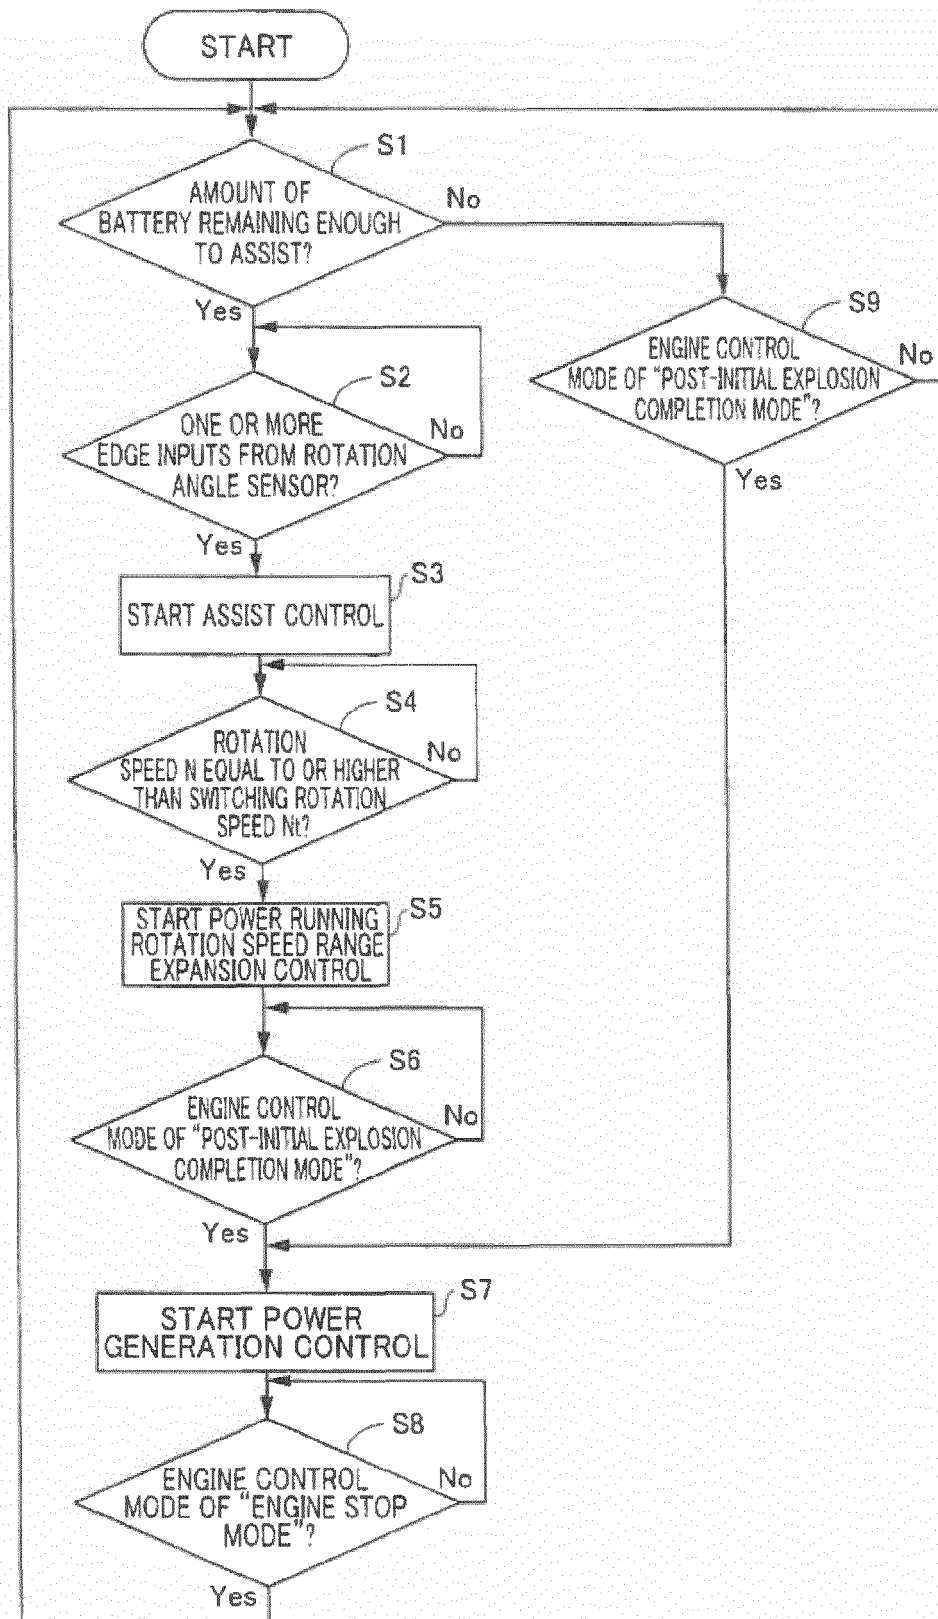 START
S1
AMOUNT OF
BATTERY REMAINING ENOUGH
TO ASSIST?
No
Yes
S9
ENGINE CONTROL
MODE OF "POST-INITIAL EXPLOSION
COMPLETION MODE"?
No
Yes
S2
ONE OR MORE
EDGE INPUTS FROM ROTATION
ANGLE SENSOR?
No
Yes
S3
START ASSIST CONTROL
S4
ROTATION
SPEED N EQUAL TO OR HIGHER
THAN SWITCHING ROTATION
SPEED Nt?
No
Yes
S5
START POWER RUNNING
ROTATION SPEED RANGE
EXPANSION CONTROL
S6
ENGINE CONTROL
MODE OF "POST-INITIAL EXPLOSION
COMPLETION MODE"?
No
Yes
S7
START POWER
GENERATION CONTROL
S8
ENGINE CONTROL
MODE OF "ENGINE STOP
MODE"?
No
Yes